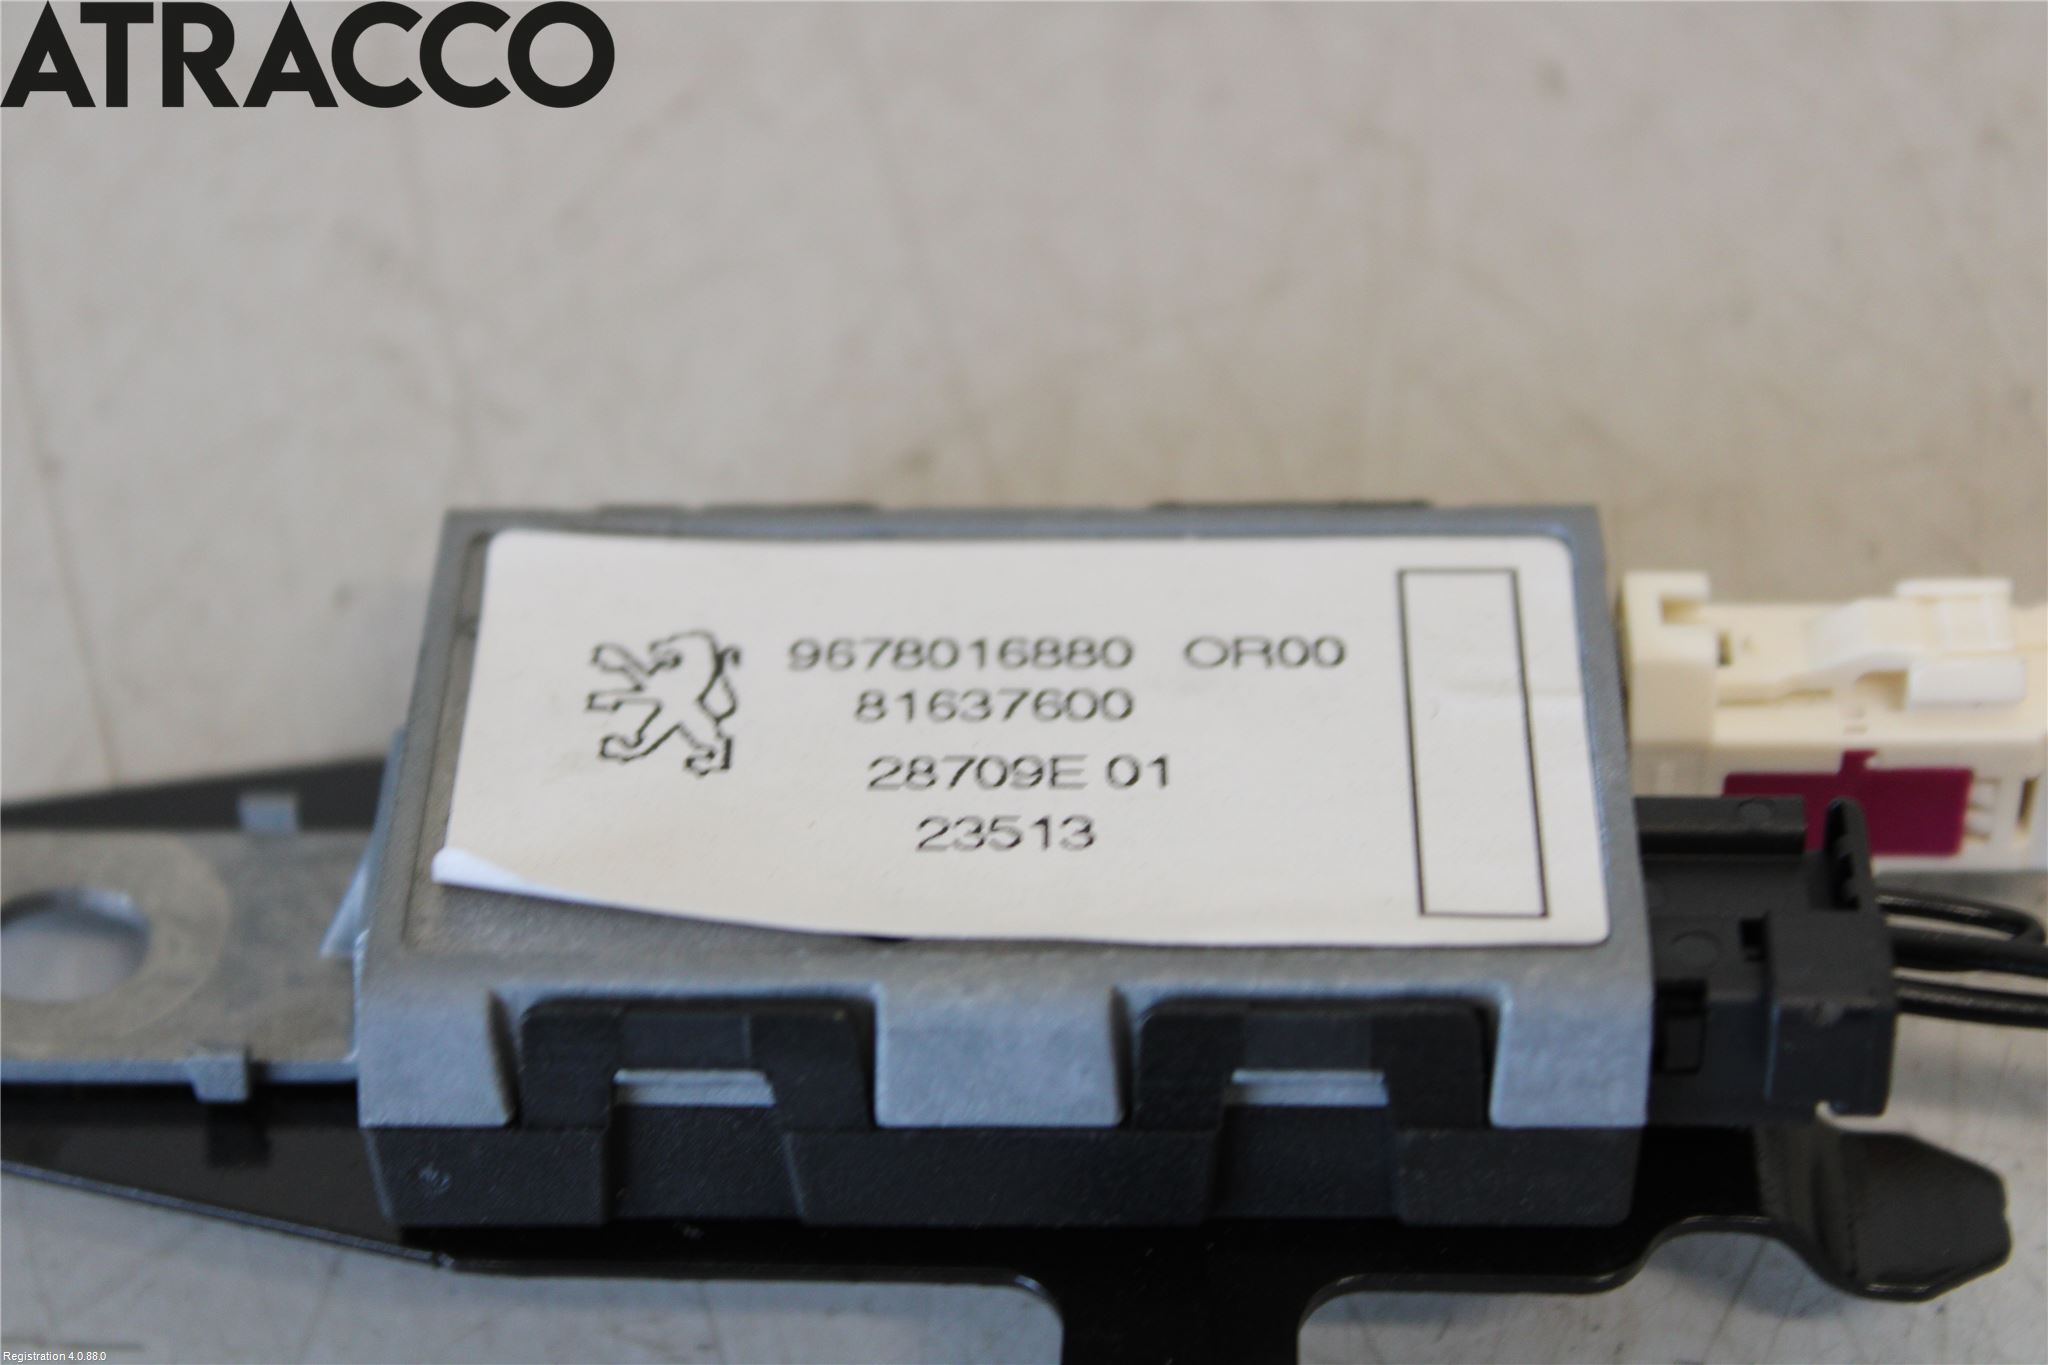 ATRACCO
9678016880 OR00
81637600
28709E 01
23513
Registration 4.0.88.0